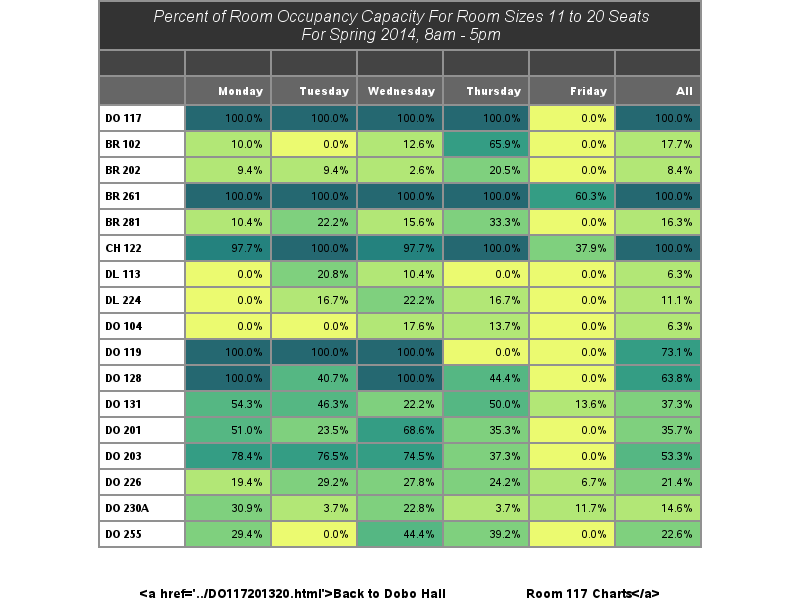 Percent of Room Occupancy Capacity For Room Sizes 11 to 20 Seats
For Spring 2014, 8am - 5pm
Monday Tuesday Wednesday Thursday Friday All
DO 117 100.0% 100.0% 100.0% 100.0% 0.0% 100.0%
BR 102 10.0% 0.0% 12.6% 65.9% 0.0% 17.7%
BR 202 9.4% 9.4% 2.6% 20.5% 0.0% 8.4%
BR 261 100.0% 100.0% 100.0% 100.0% 60.3% 100.0%
BR 281 10.4% 22.2% 15.6% 33.3% 0.0% 16.3%
CH 122 97.7% 100.0% 97.7% 100.0% 37.9% 100.0%
DL 113 0.0% 20.8% 10.4% 0.0% 0.0% 6.3%
DL 224 0.0% 16.7% 22.2% 16.7% 0.0% 11.1%
DO 104 0.0% 0.0% 17.6% 13.7% 0.0% 6.3%
DO 119 100.0% 100.0% 100.0% 0.0% 0.0% 73.1%
DO 128 100.0% 40.7% 100.0% 44.4% 0.0% 63.8%
DO 131 54.3% 46.3% 22.2% 50.0% 13.6% 37.3%
DO 201 51.0% 23.5% 68.6% 35.3% 0.0% 35.7%
DO 203 78.4% 76.5% 74.5% 37.3% 0.0% 53.3%
DO 226 19.4% 29.2% 27.8% 24.2% 6.7% 21.4%
DO 230A 30.9% 3.7% 22.8% 3.7% 11.7% 14.6%
DO 255 29.4% 0.0% 44.4% 39.2% 0.0% 22.6%
<a href='../DO117201320.html'>Back to Dobo Hall Room 117 Charts</a>